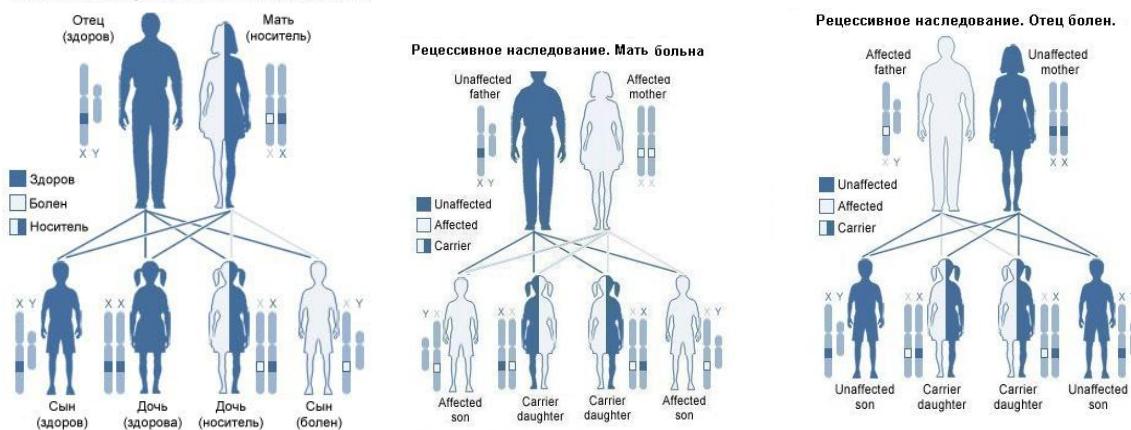 Отец
(здоров)
Мать
(носитель)
X Y
X X
Здоров
Болен
Носитель
X Y
X X
X X
X Y
Сын
(здоров)
Дочь
(здорова)
Дочь
(носитель)
Сын
(болен)
Рецессивное наследование. Мать больна
Unaffected
father
Affected
mother
X Y
X X
Unaffected
Affected
Carrier
Y X
X X
X X
X Y
Affected
son
Carrier
daughter
Carrier
daughter
Affected
son
Рецессивное наследование. Отец болен.
Affected
father
Unaffected
mother
X Y
X X
Unaffected
Affected
Carrier
X Y
X X
X X
X Y
Unaffected
son
Carrier
daughter
Carrier
daughter
Unaffected
son